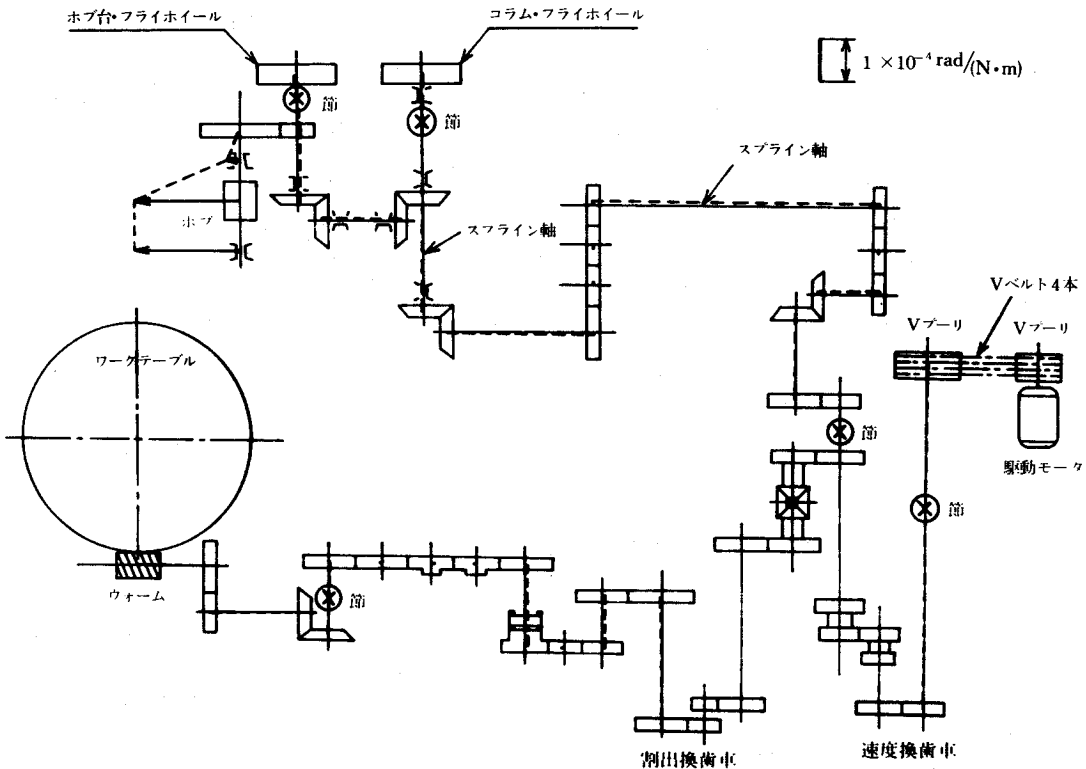 ホブ台・フライホイール
コラム・フライホイール
1 ×10⁻⁴ rad/(N・m)
節
節
スプライン軸
ホブ
スプライン軸
Vベルト4本
Vプーリ
Vプーリ
ワークテーブル
節
駆動モータ
節
ウォーム
節
割出換歯車
速度換歯車